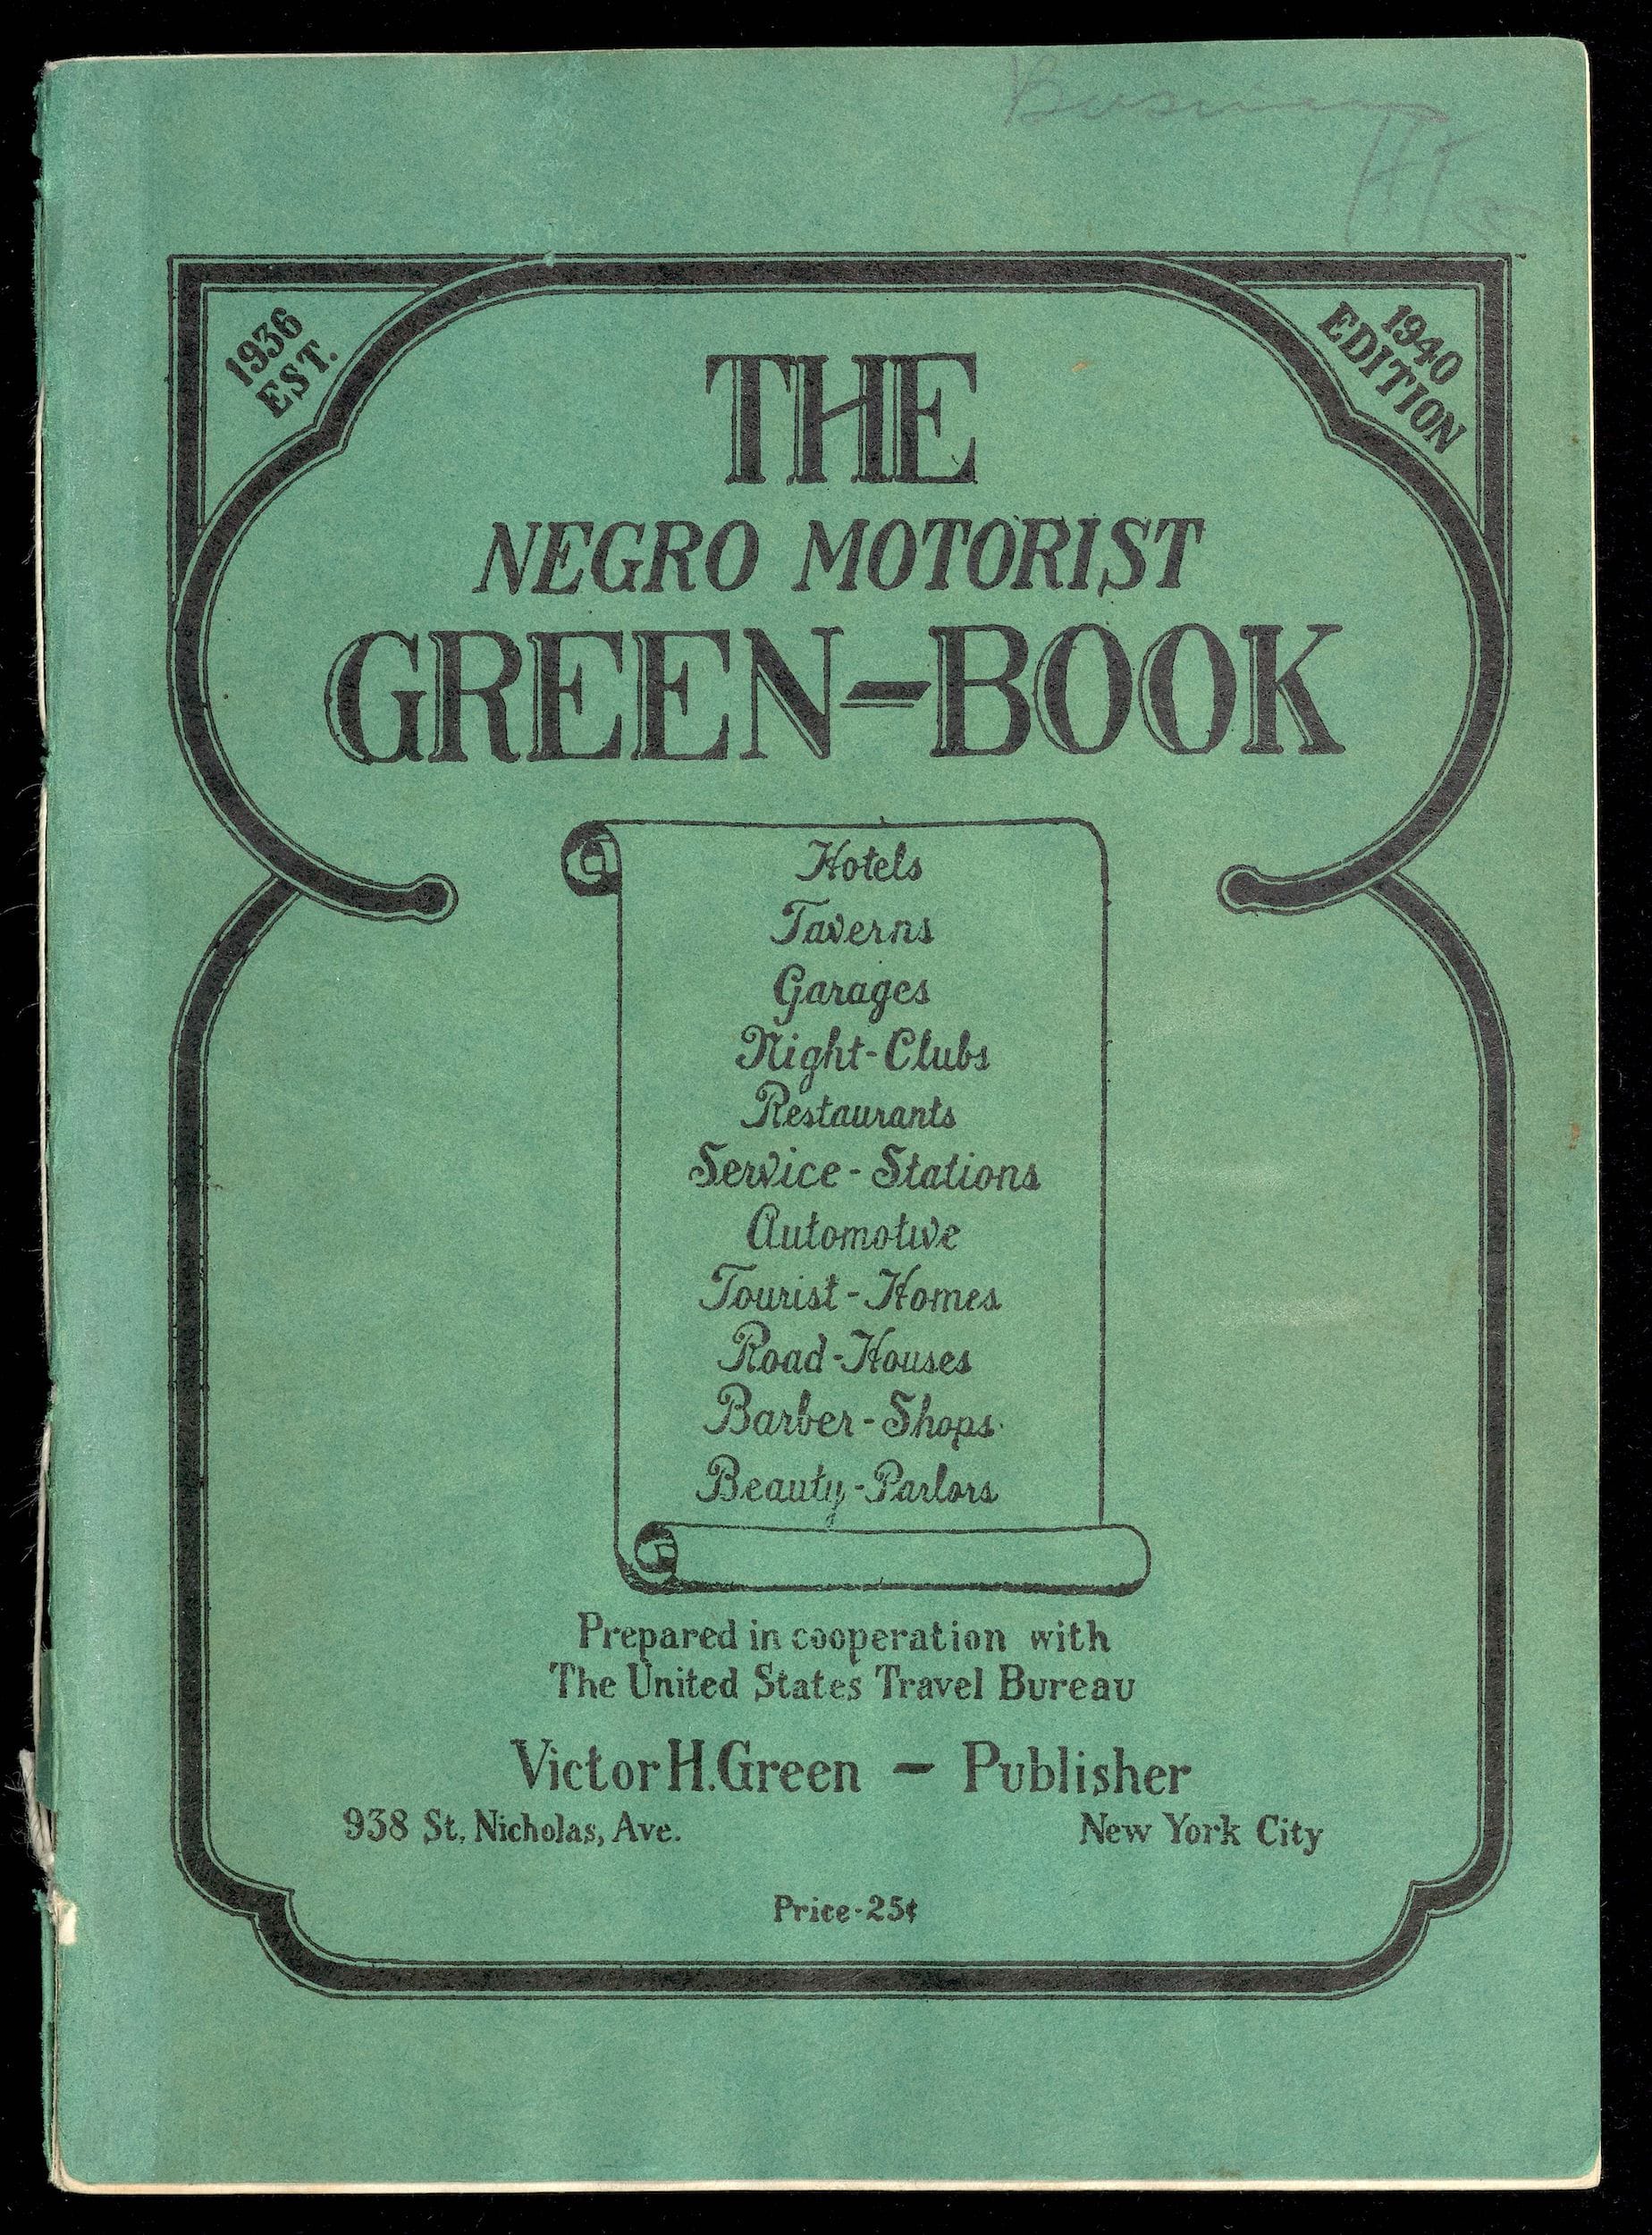 1936
EST.
1940
EDITION
THE
NEGRO MOTORIST
GREEN-BOOK
Hotels
Taverns
Garages
Night-Clubs
Restaurants
Service-Stations
Automotive
Tourist-Homes
Road-Houses
Barber-Shops
Beauty-Parlors
Prepared in cooperation with
The United States Travel Bureau
Victor H. Green — Publisher
938 St. Nicholas, Ave. New York City
Price-25¢